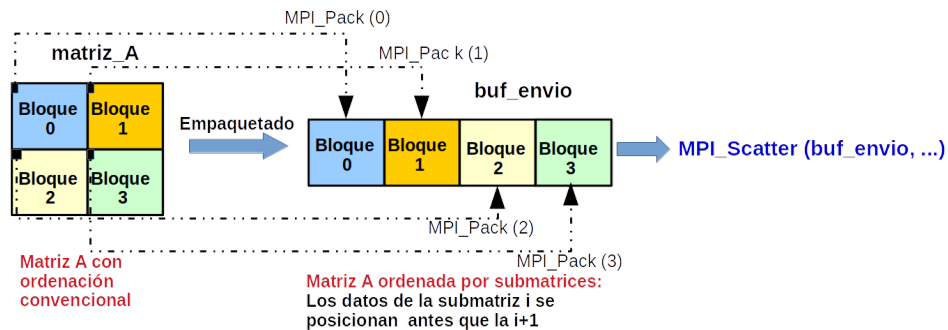 MPI_Pack (0)
matriz_A
MPI_Pac k (1)
buf_envio
Bloque
0
Bloque
1
Bloque
2
Bloque
3
Empaquetado
Bloque
0
Bloque
1
Bloque
2
Bloque
3
MPI_Scatter (buf_envio, ...)
MPI_Pack (2)
MPI_Pack (3)
Matriz A con
ordenación
convencional
Matriz A ordenada por submatrices:
Los datos de la submatriz i se
posicionan antes que la i+1